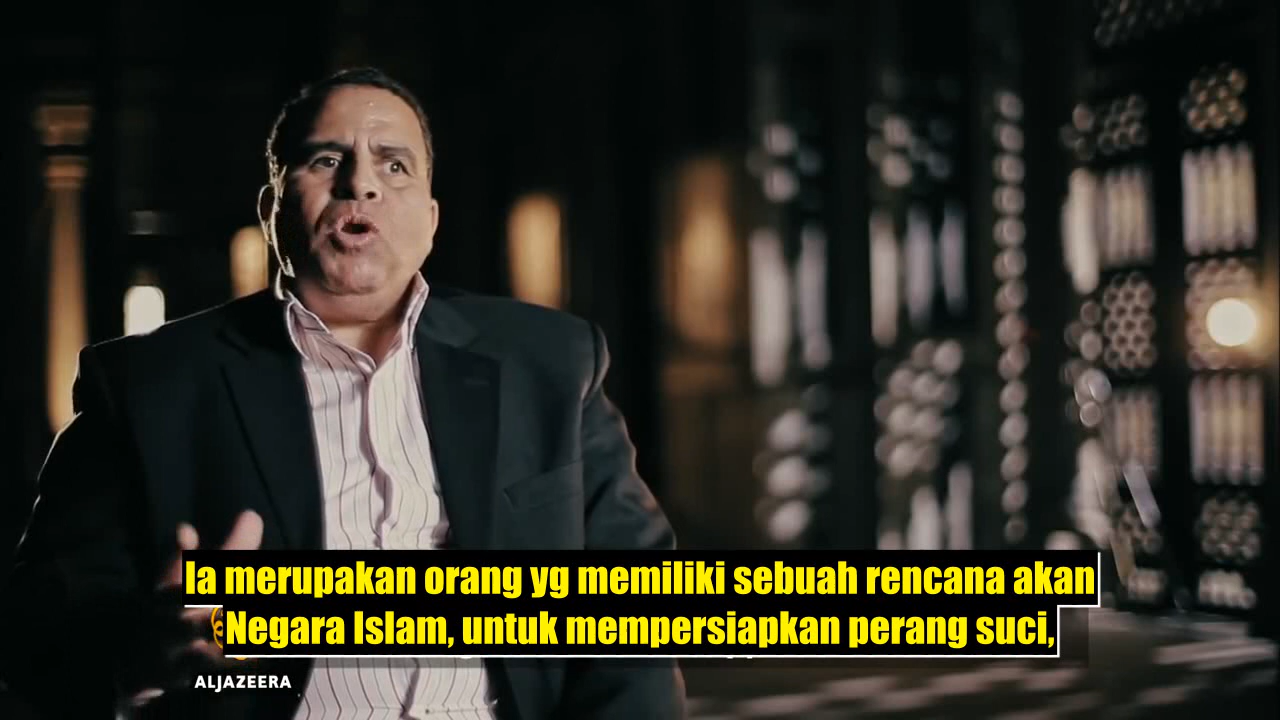 Ia merupakan orang yg memiliki sebuah rencana akan
Negara Islam, untuk mempersiapkan perang suci,
ALJAZEERA